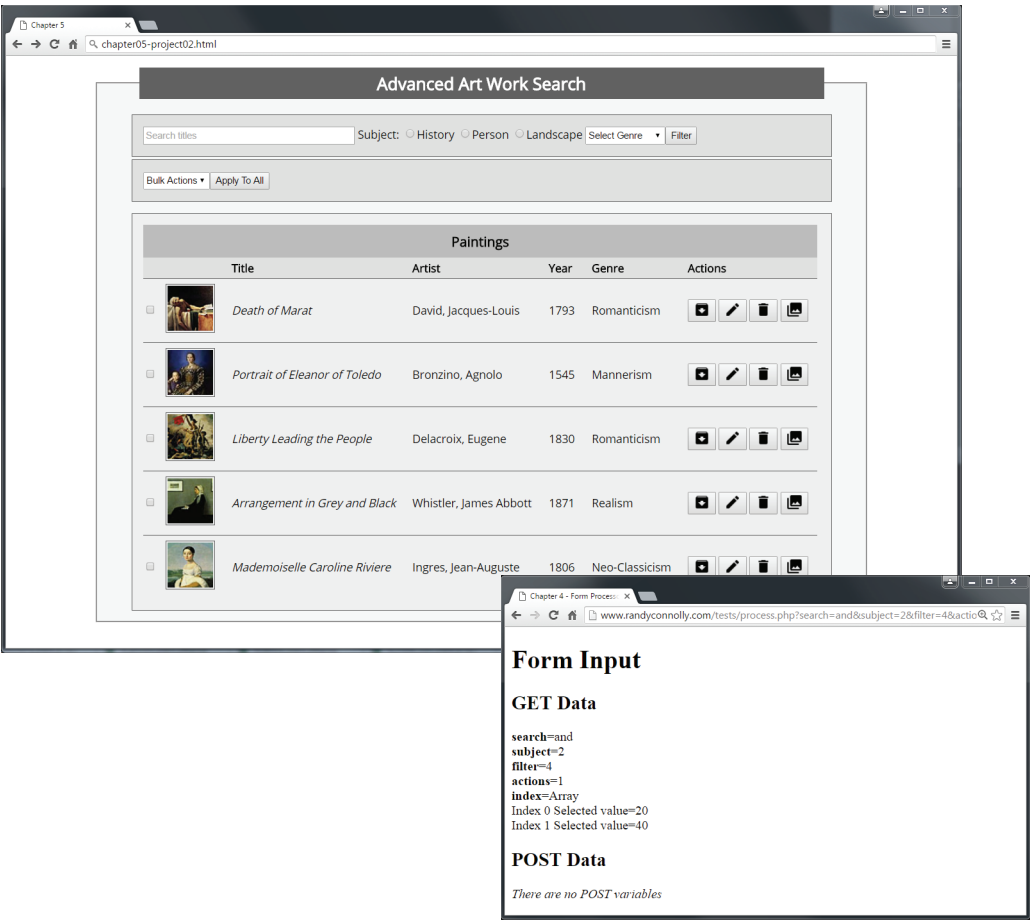 Chapter 5
chapter05-project02.html
Advanced Art Work Search
Search titles Subject: History Person Landscape Select Genre Filter
Bulk Actions Apply To All
Paintings
Title Artist Year Genre Actions
Death of Marat David, Jacques-Louis 1793 Romanticism
Portrait of Eleanor of Toledo Bronzino, Agnolo 1545 Mannerism
Liberty Leading the People Delacroix, Eugene 1830 Romanticism
Arrangement in Grey and Black Whistler, James Abbott 1871 Realism
Mademoiselle Caroline Riviere Ingres, Jean-Auguste 1806 Neo-Classicism
Chapter 4 - Form Process
www.randyconnolly.com/tests/process.php?search=and&subject=2&filter=4&actio
Form Input
GET Data
search=and
subject=2
filter=4
actions=1
index=Array
Index 0 Selected value=20
Index 1 Selected value=40
POST Data
There are no POST variables